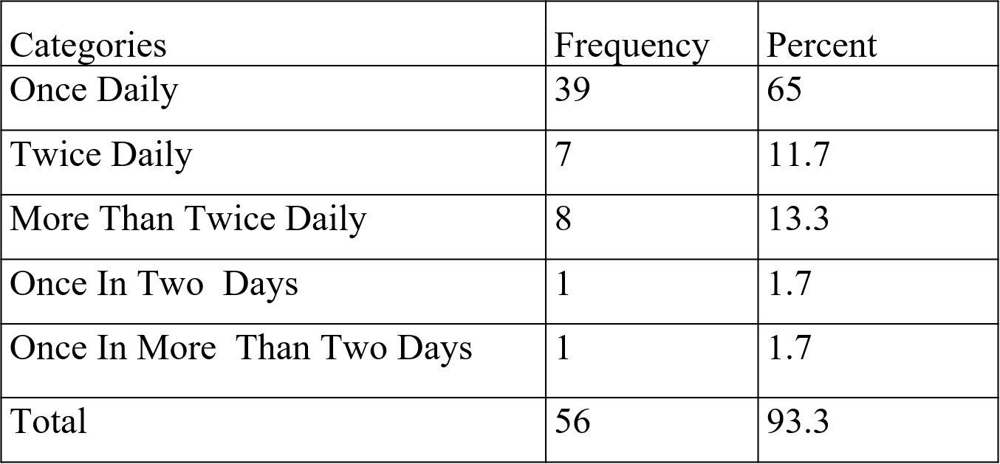 Categories Frequency Percent
Once Daily 39 65
Twice Daily 7 11.7
More Than Twice Daily 8 13.3
Once In Two  Days 1 1.7
Once In More  Than Two Days 1 1.7
Total 56 93.3